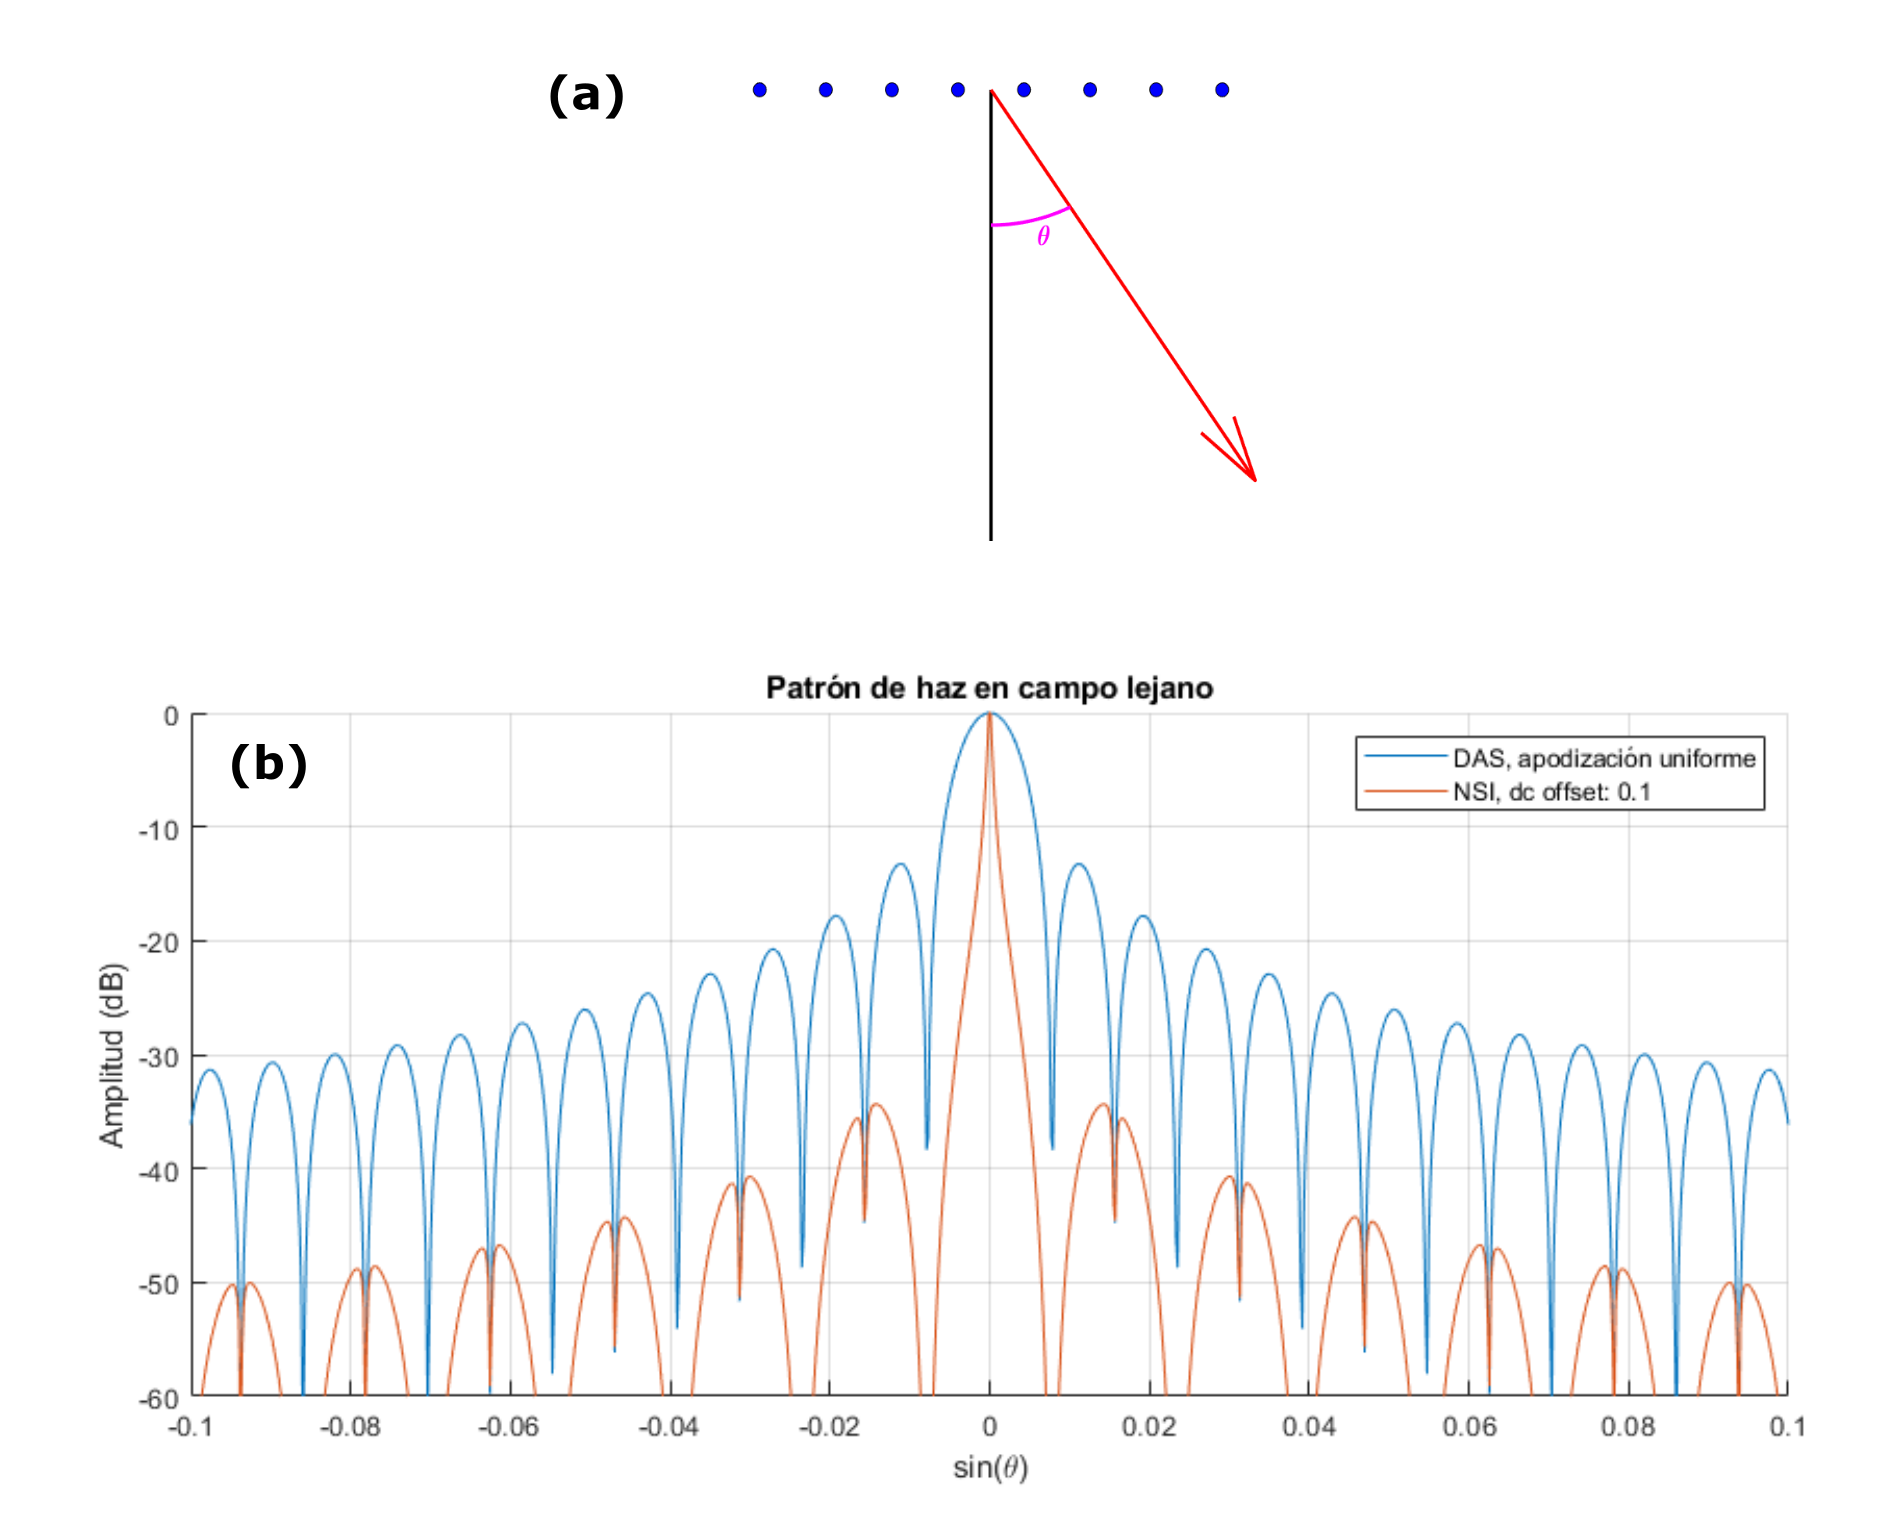 (a)
θ
Patrón de haz en campo lejano
(b)
DAS, apodización uniforme
NSI, dc offset: 0.1
Amplitud (dB)
0
-10
-20
-30
-40
-50
-60
-0.1 -0.08 -0.06 -0.04 -0.02 0 0.02 0.04 0.06 0.08 0.1
sin(θ)